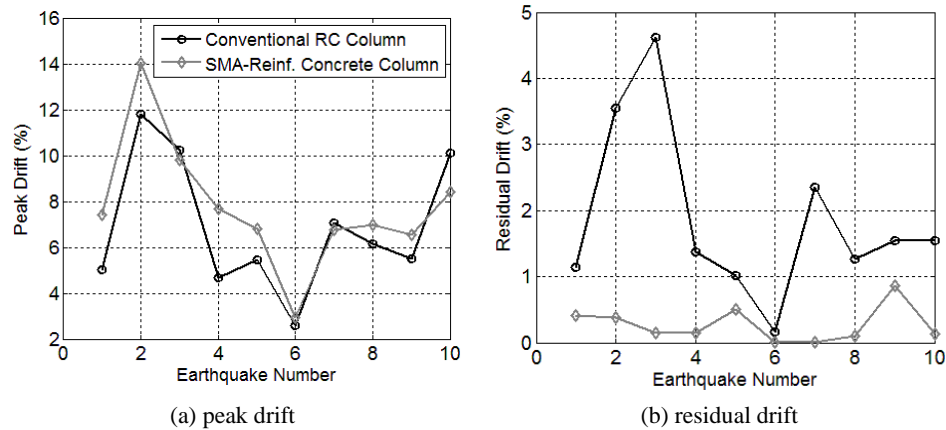 16
14
12
10
8
6
4
2
Peak Drift (%)
Conventional RC Column
SMA-Reinf. Concrete Column
0 2 4 6 8 10
Earthquake Number
(a) peak drift
5
4
3
2
1
0
Residual Drift (%)
0 2 4 6 8 10
Earthquake Number
(b) residual drift